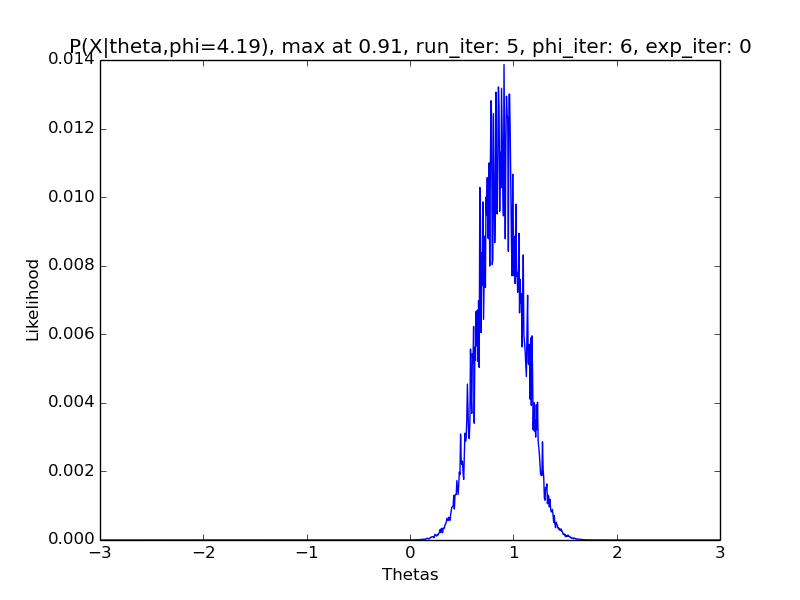 P(X|theta,phi=4.19), max at 0.91, run_iter: 5, phi_iter: 6, exp_iter: 0
0.014
0.012
0.010
0.008
0.006
0.004
0.002
0.000
Likelihood
−3 −2 −1 0 1 2 3
Thetas